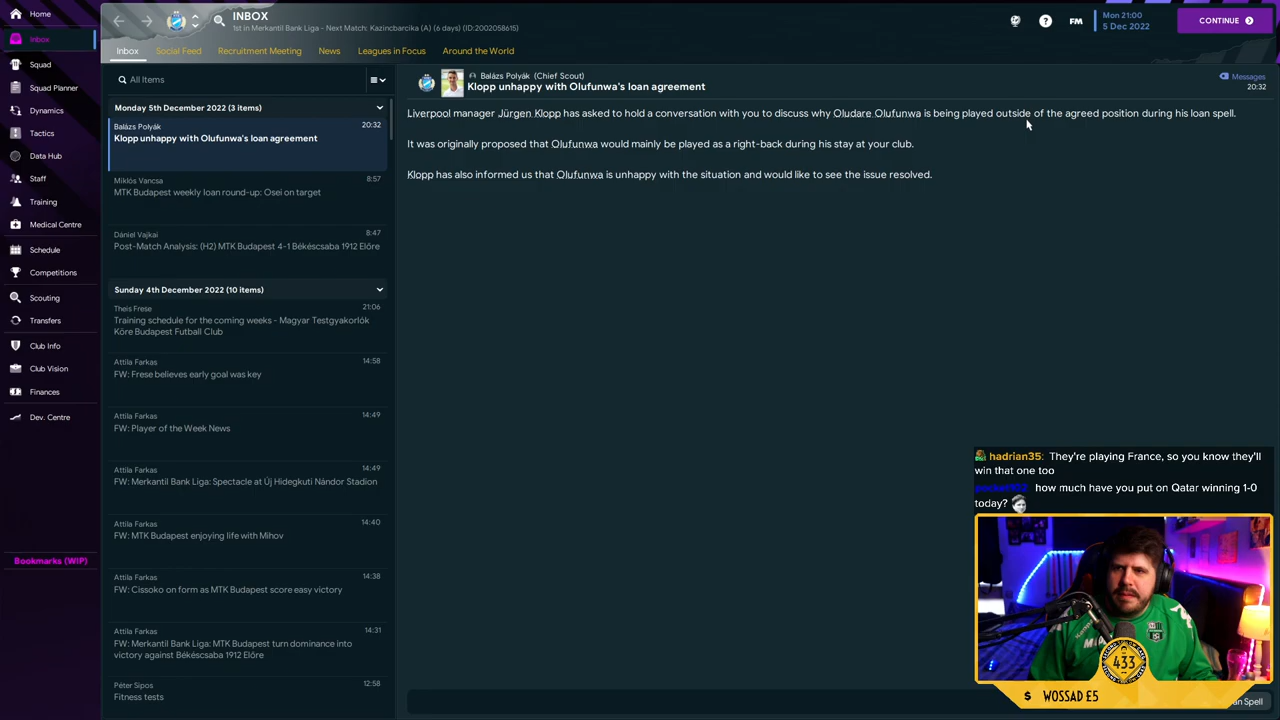 Home
Inbox
Squad
Squad Planner
Dynamics
Tactics
Data Hub
Staff
Training
Medical Centre
Schedule
Competitions
Scouting
Transfers
Club Info
Club Vision
Finances
Dev. Centre
Bookmarks (WIP)
INBOX
1st in Merkantil Bank Liga - Next Match: Kazincbarcika (A) (6 days) (ID:2002058615)
FM
Mon 21:00
5 Dec 2022
CONTINUE
Inbox
Social Feed
Recruitment Meeting
News
Leagues in Focus
Around the World
All Items
Monday 5th December 2022 (3 items)
Balázs Polyák
20:32
Klopp unhappy with Olufunwa's loan agreement
Miklós Vancsa
8:57
MTK Budapest weekly loan round-up: Osei on target
Dániel Vajkai
8:47
Post-Match Analysis: (H2) MTK Budapest 4-1 Békéscsaba 1912 Előre
Sunday 4th December 2022 (10 items)
Theis Frese
21:06
Training schedule for the coming weeks - Magyar Testgyakorlók
Köre Budapest Futball Club
Attila Farkas
14:58
FW: Frese believes early goal was key
Attila Farkas
14:49
FW: Player of the Week News
Attila Farkas
14:49
FW: Merkantil Bank Liga: Spectacle at Új Hidegkuti Nándor Stadion
Attila Farkas
14:40
FW: MTK Budapest enjoying life with Mihov
Attila Farkas
14:38
FW: Cissoko on form as MTK Budapest score easy victory
Attila Farkas
14:31
FW: Merkantil Bank Liga: MTK Budapest turn dominance into
victory against Békéscsaba 1912 Előre
Péter Sipos
12:58
Fitness tests
Balázs Polyák (Chief Scout)
Klopp unhappy with Olufunwa's loan agreement
Messages
20:32
Liverpool manager Jürgen Klopp has asked to hold a conversation with you to discuss why Oludare Olufunwa is being played outside of the agreed position during his loan spell.
It was originally proposed that Olufunwa would mainly be played as a right-back during his stay at your club.
Klopp has also informed us that Olufunwa is unhappy with the situation and would like to see the issue resolved.
hadrian35: They're playing France, so you know they'll
win that one too
how much have you put on Qatar winning 1-0
today?
433
$ WOSSAD £5
Spell